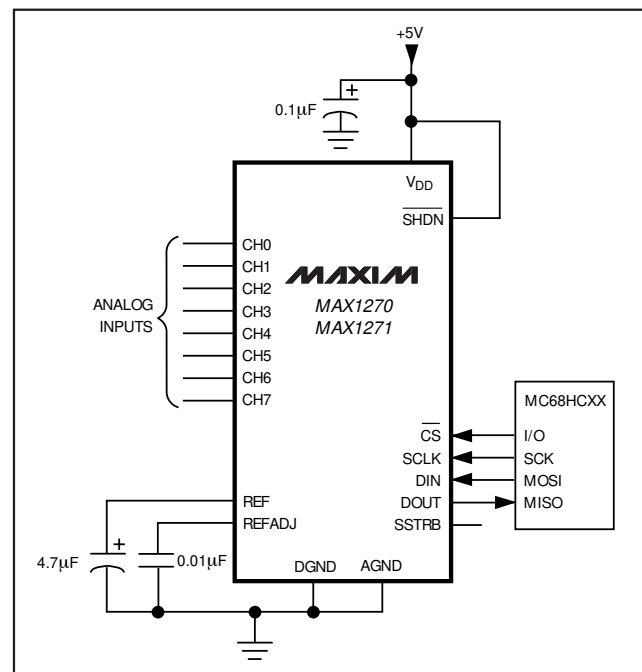 +5V
+
0.1µF
VDD
SHDN
CH0
CH1
CH2
CH3
CH4
CH5
CH6
CH7
ANALOG
INPUTS
MAXIM
MAX1270
MAX1271
MC68HCXX
CS
I/O
SCLK
SCK
DIN
MOSI
DOUT
MISO
SSTRB
REF
REFADJ
+
4.7µF
0.01µF
DGND
AGND